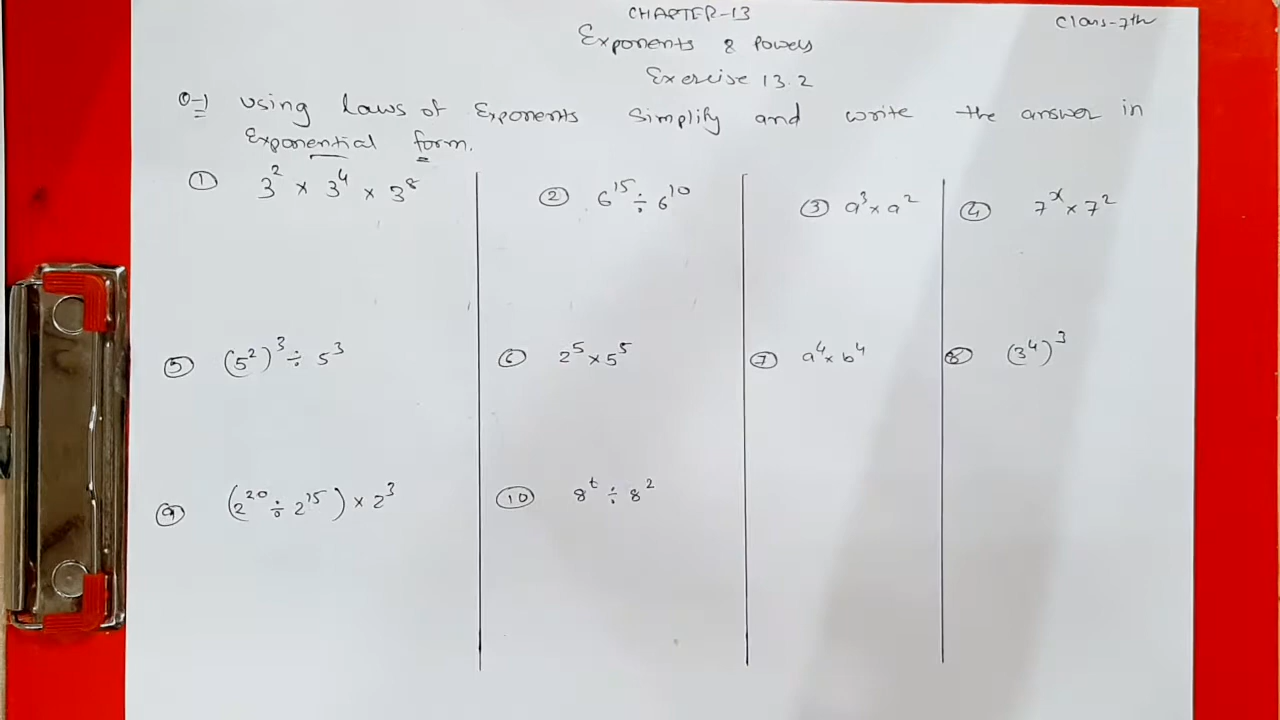 CHAPTER-13
Class-7th
Exponents & Powers
Exercise 13.2
Q-1 Using laws of Exponents simplify and write the answer in
Exponential form.
① 3² × 3⁴ × 3⁸
② 6¹⁵ ÷ 6¹⁰
③ a³ × a²
④ 7ˣ × 7²
⑤ (5²)³ ÷ 5³
⑥ 2⁵ × 5⁵
⑦ a⁴ × b⁴
⑧ (3⁴)³
⑨ (2²⁰ ÷ 2¹⁵) × 2³
⑩ 8ᵗ ÷ 8²